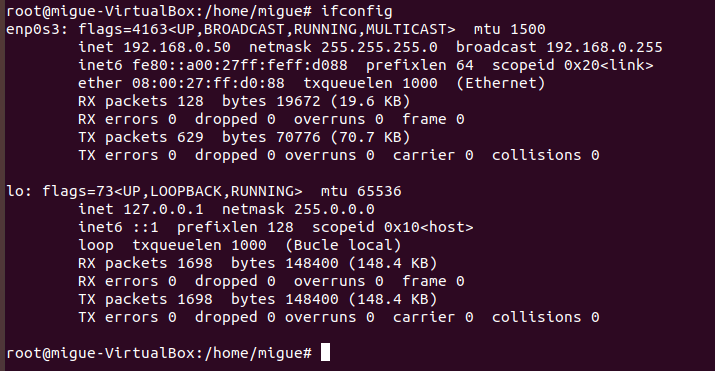 root@migue-VirtualBox:/home/migue# ifconfig
enp0s3: flags=4163<UP,BROADCAST,RUNNING,MULTICAST>  mtu 1500
        inet 192.168.0.50  netmask 255.255.255.0  broadcast 192.168.0.255
        inet6 fe80::a00:27ff:feff:d088  prefixlen 64  scopeid 0x20<link>
        ether 08:00:27:ff:d0:88  txqueuelen 1000  (Ethernet)
        RX packets 128  bytes 19672 (19.6 KB)
        RX errors 0  dropped 0  overruns 0  frame 0
        TX packets 629  bytes 70776 (70.7 KB)
        TX errors 0  dropped 0 overruns 0  carrier 0  collisions 0

lo: flags=73<UP,LOOPBACK,RUNNING>  mtu 65536
        inet 127.0.0.1  netmask 255.0.0.0
        inet6 ::1  prefixlen 128  scopeid 0x10<host>
        loop  txqueuelen 1000  (Bucle local)
        RX packets 1698  bytes 148400 (148.4 KB)
        RX errors 0  dropped 0  overruns 0  frame 0
        TX packets 1698  bytes 148400 (148.4 KB)
        TX errors 0  dropped 0 overruns 0  carrier 0  collisions 0

root@migue-VirtualBox:/home/migue#